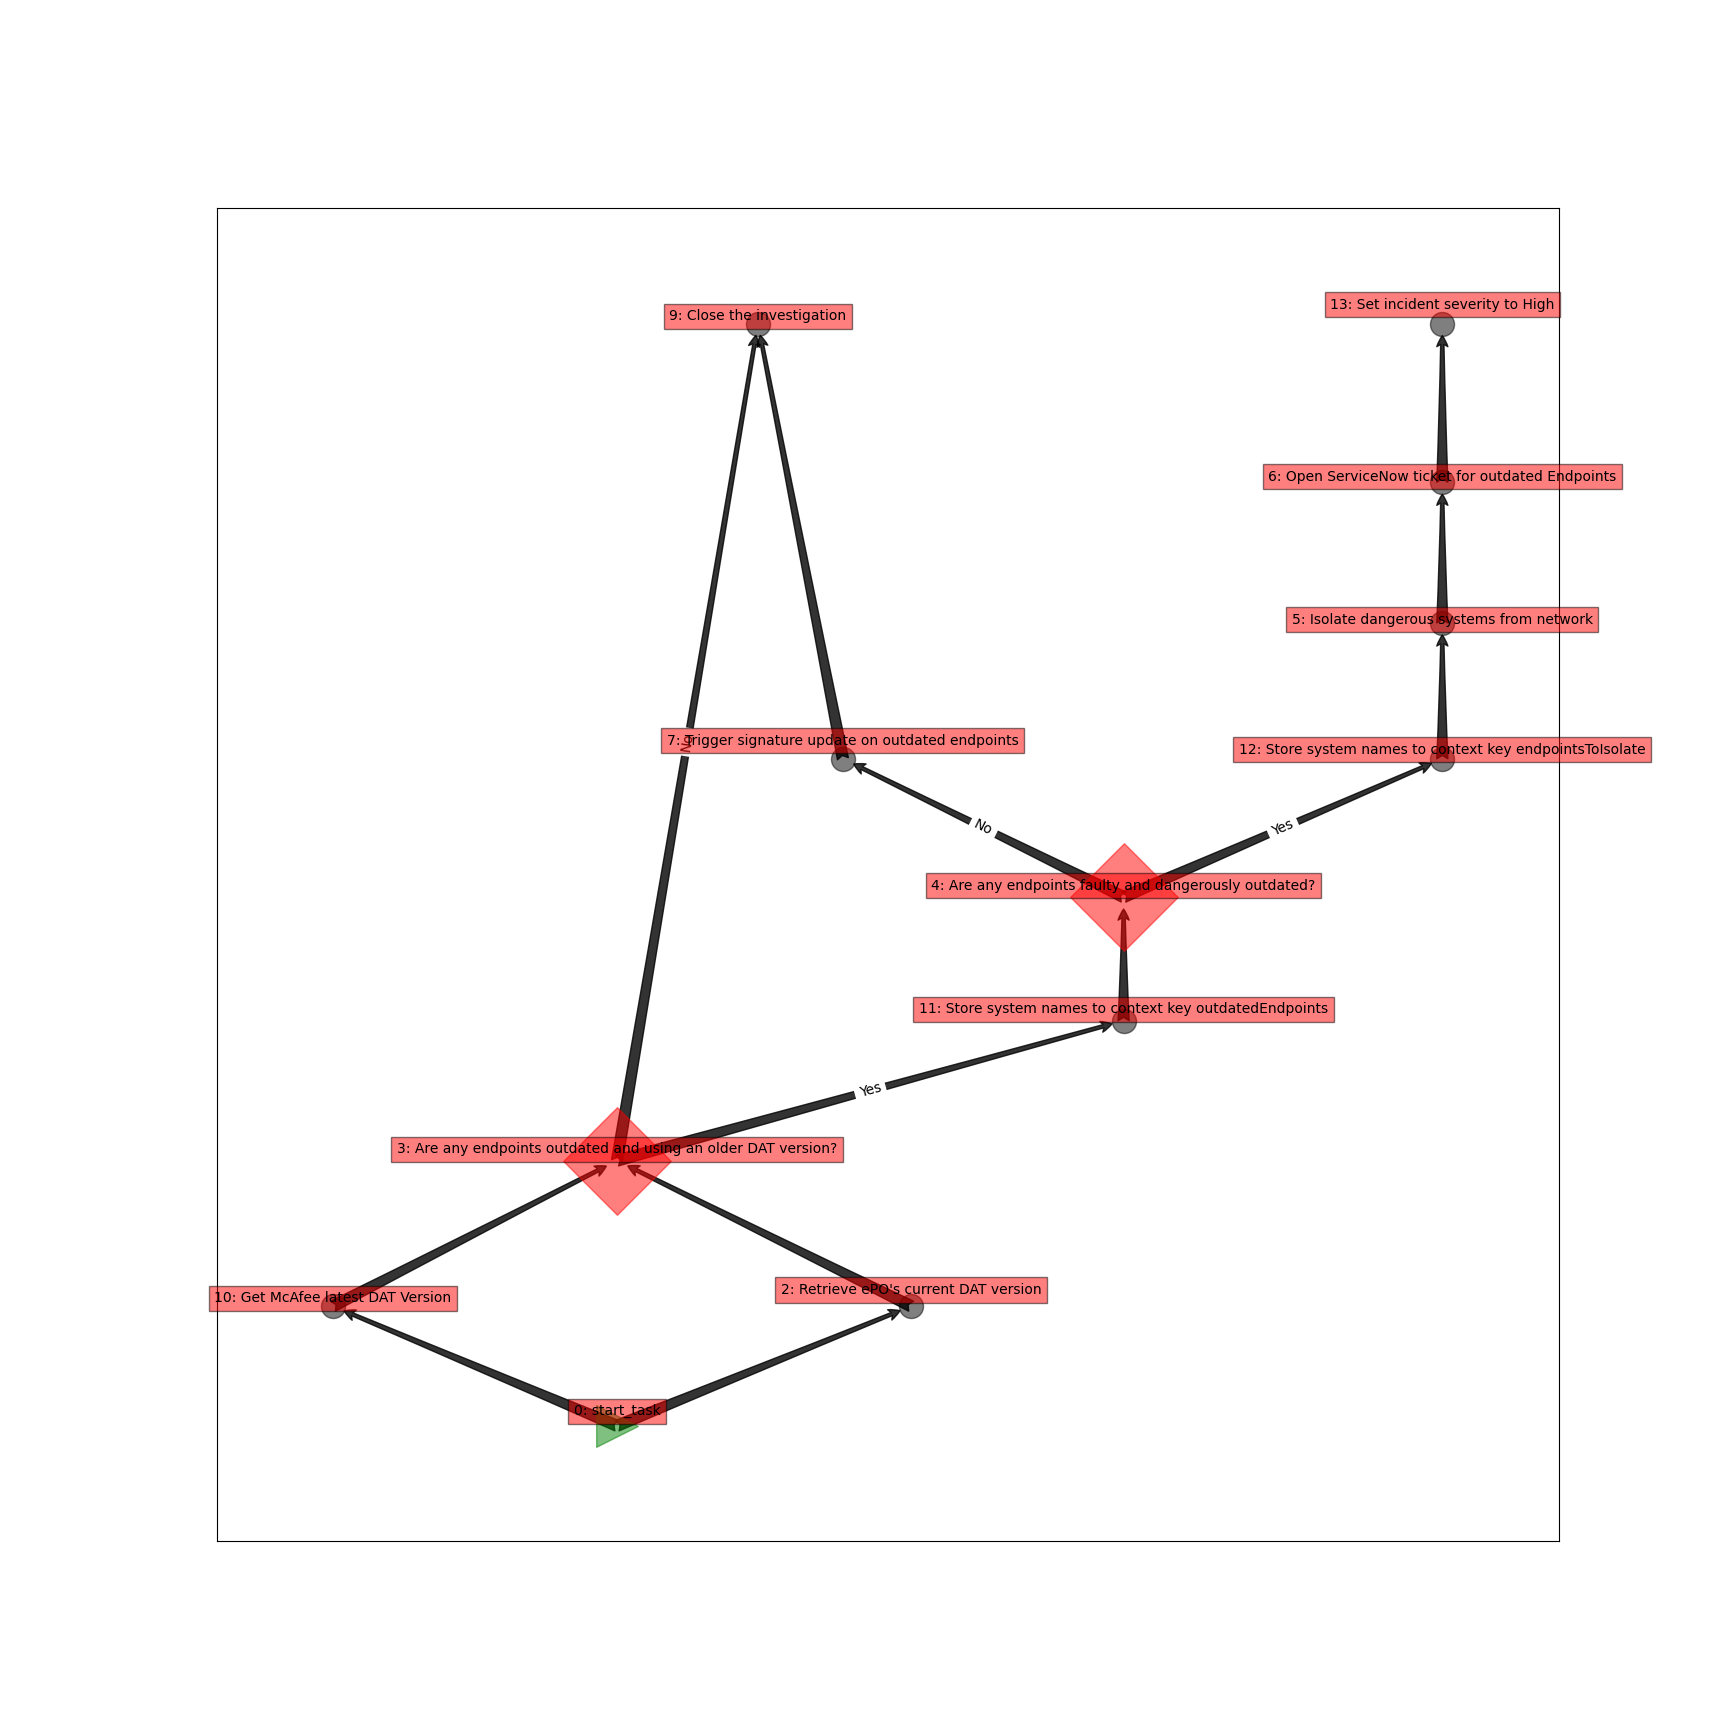 9: Close the investigation
13: Set incident severity to High
6: Open ServiceNow ticket for outdated Endpoints
5: Isolate dangerous systems from network
7: Trigger signature update on outdated endpoints
12: Store system names to context key endpointsToIsolate
No
Yes
4: Are any endpoints faulty and dangerously outdated?
11: Store system names to context key outdatedEndpoints
Yes
3: Are any endpoints outdated and using an older DAT version?
2: Retrieve ePO's current DAT version
10: Get McAfee latest DAT Version
0: start_task